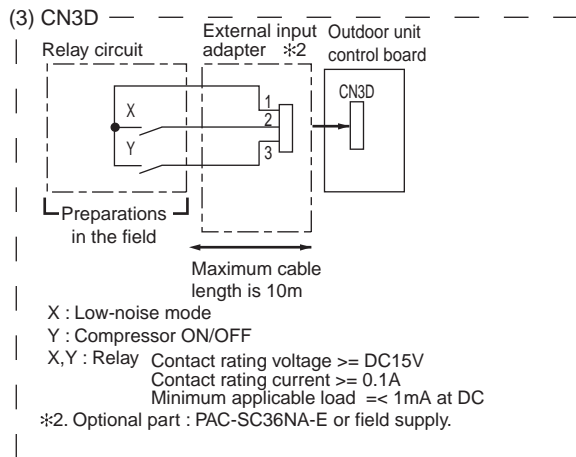 (3) CN3D
Relay circuit
External input
adapter ✻2
Outdoor unit
control board
CN3D
X
Y
1
2
3
Preparations
in the field
Maximum cable
length is 10m
X : Low-noise mode
Y : Compressor ON/OFF
X,Y : Relay Contact rating voltage >= DC15V
Contact rating current >= 0.1A
Minimum applicable load =< 1mA at DC
✻2. Optional part : PAC-SC36NA-E or field supply.